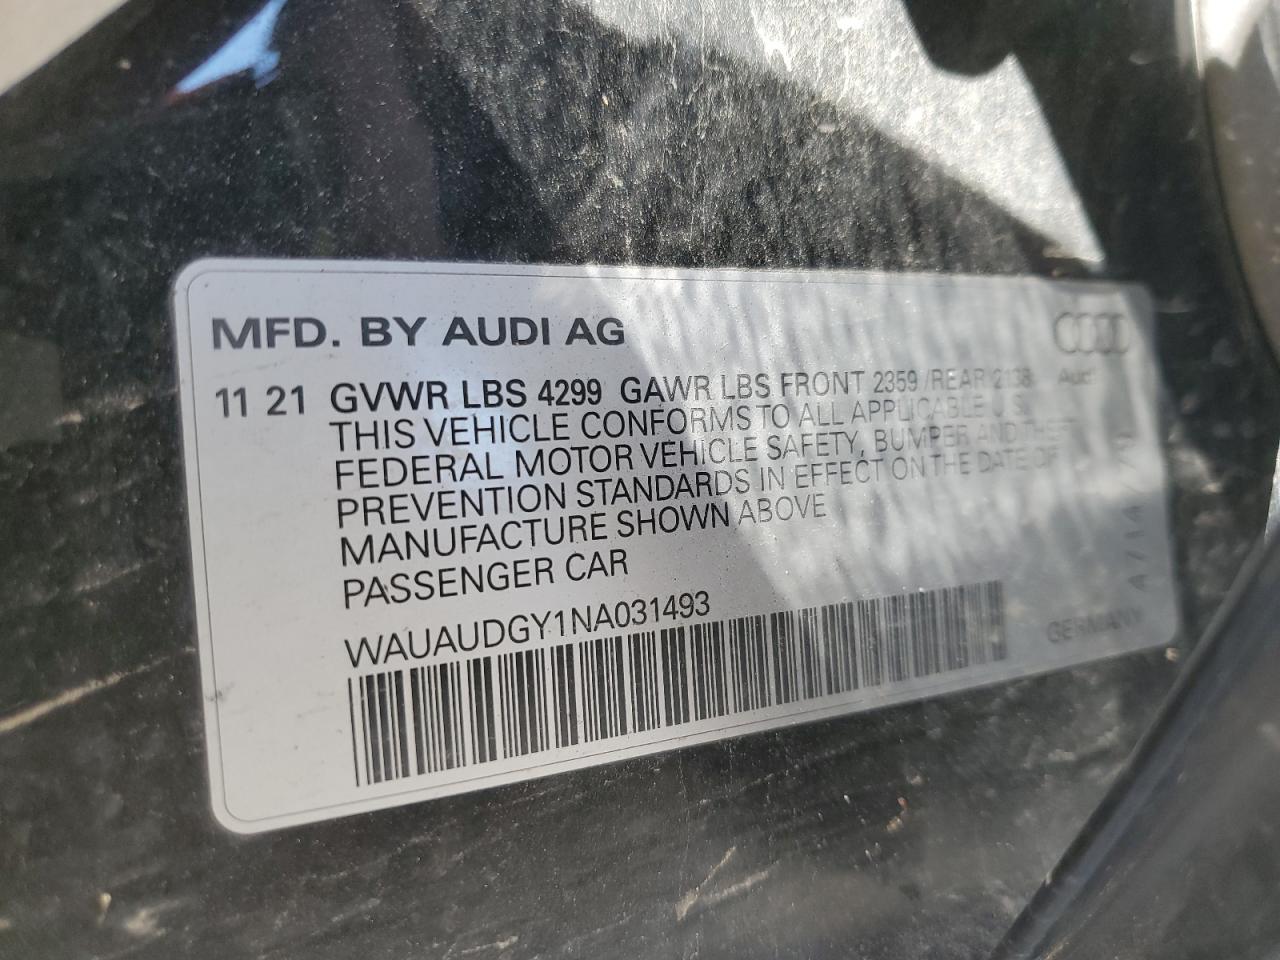 MFD. BY AUDI AG
Audi
11 21 GVWR LBS 4299 GAWR LBS FRONT 2359 /REAR 2138
THIS VEHICLE CONFORMS TO ALL APPLICABLE U.S.
FEDERAL MOTOR VEHICLE SAFETY, BUMPER AND THEFT
PREVENTION STANDARDS IN EFFECT ON THE DATE OF
MANUFACTURE SHOWN ABOVE
PASSENGER CAR
WAUAUDGY1NA031493
GERMANY